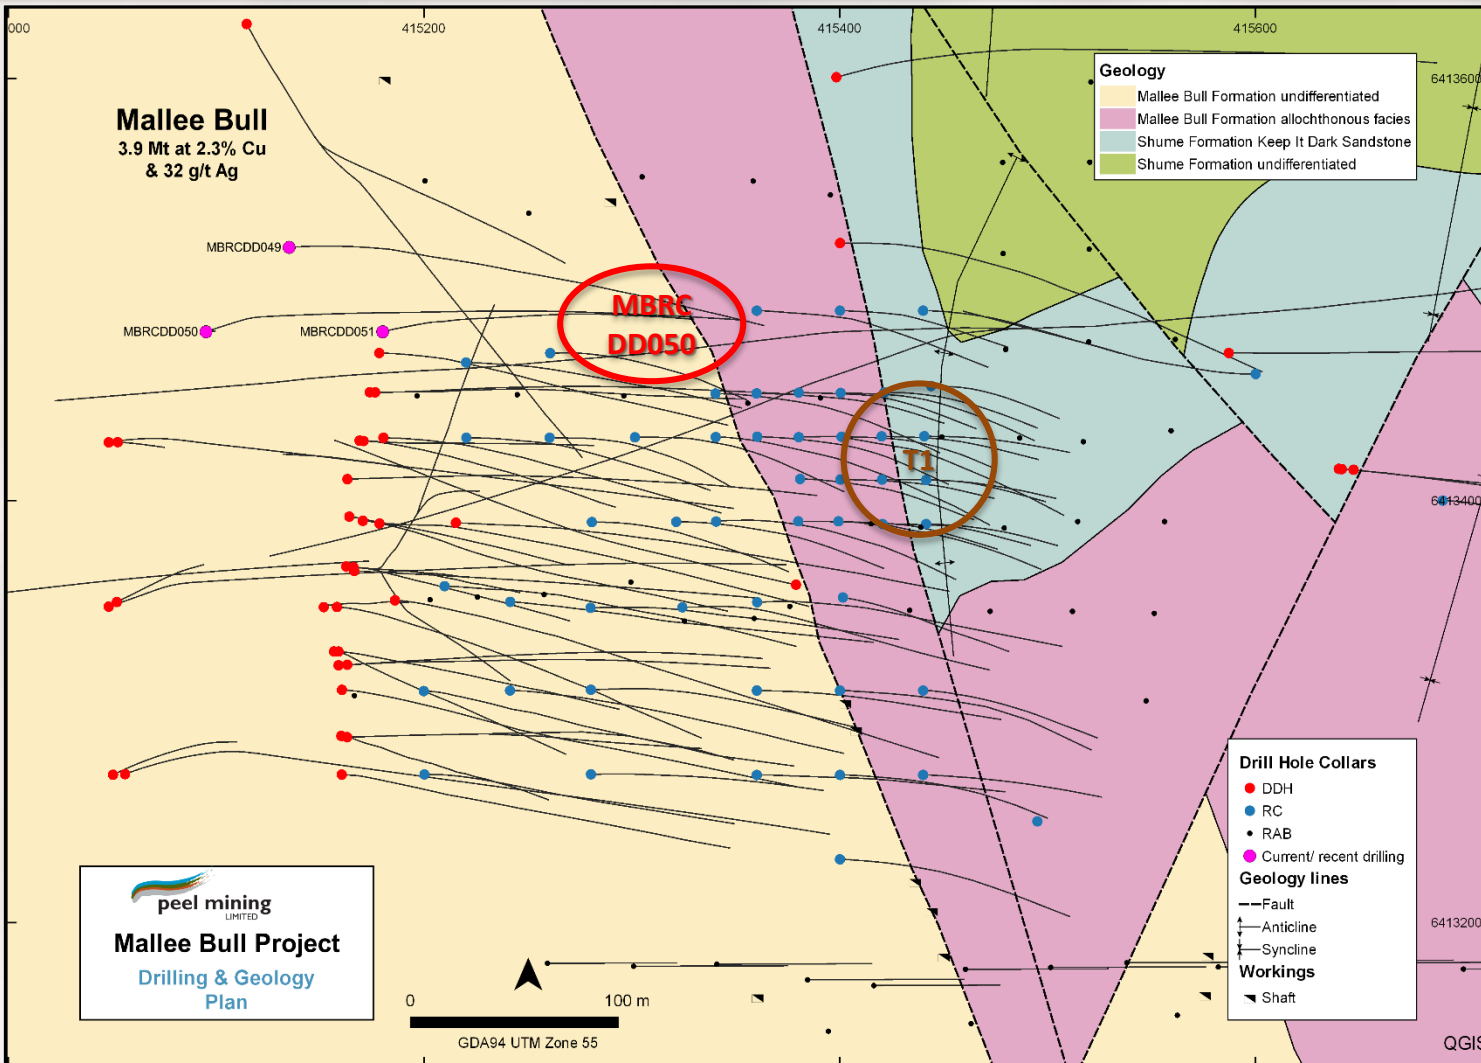 000
415200
415400
415600
6413600
Mallee Bull
3.9 Mt at 2.3% Cu
& 32 g/t Ag
Geology
Mallee Bull Formation undifferentiated
Mallee Bull Formation allochthonous facies
Shume Formation Keep It Dark Sandstone
Shume Formation undifferentiated
MBRCDD049
MBRC
DD050
MBRCDD050
MBRCDD051
T1
6413400
Drill Hole Collars
DDH
RC
RAB
Current/ recent drilling
Geology lines
Fault
Anticline
Syncline
Workings
Shaft
6413200
peel mining
LIMITED
Mallee Bull Project
Drilling & Geology
Plan
0 100 m
GDA94 UTM Zone 55
QGIS